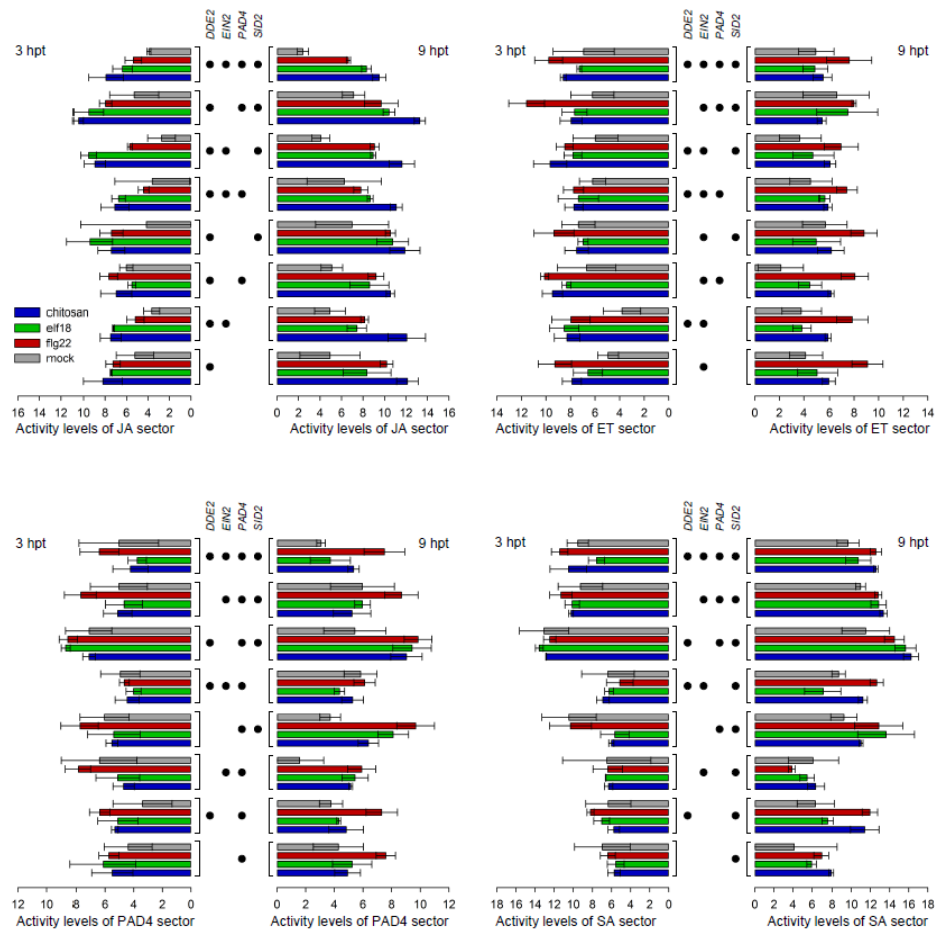 DDE2 EIN2 PAD4 SID2
3 hpt
9 hpt
chitosan
elf18
flg22
mock
16 14 12 10 8 6 4 2 0
0 2 4 6 8 10 12 14 16
Activity levels of JA sector
Activity levels of JA sector
DDE2 EIN2 PAD4 SID2
3 hpt
9 hpt
14 12 10 8 6 4 2 0
0 2 4 6 8 10 12 14
Activity levels of ET sector
Activity levels of ET sector
DDE2 EIN2 PAD4 SID2
3 hpt
9 hpt
12 10 8 6 4 2 0
0 2 4 6 8 10 12
Activity levels of PAD4 sector
Activity levels of PAD4 sector
DDE2 EIN2 PAD4 SID2
3 hpt
9 hpt
18 16 14 12 10 8 6 4 2 0
0 2 4 6 8 10 12 14 16 18
Activity levels of SA sector
Activity levels of SA sector